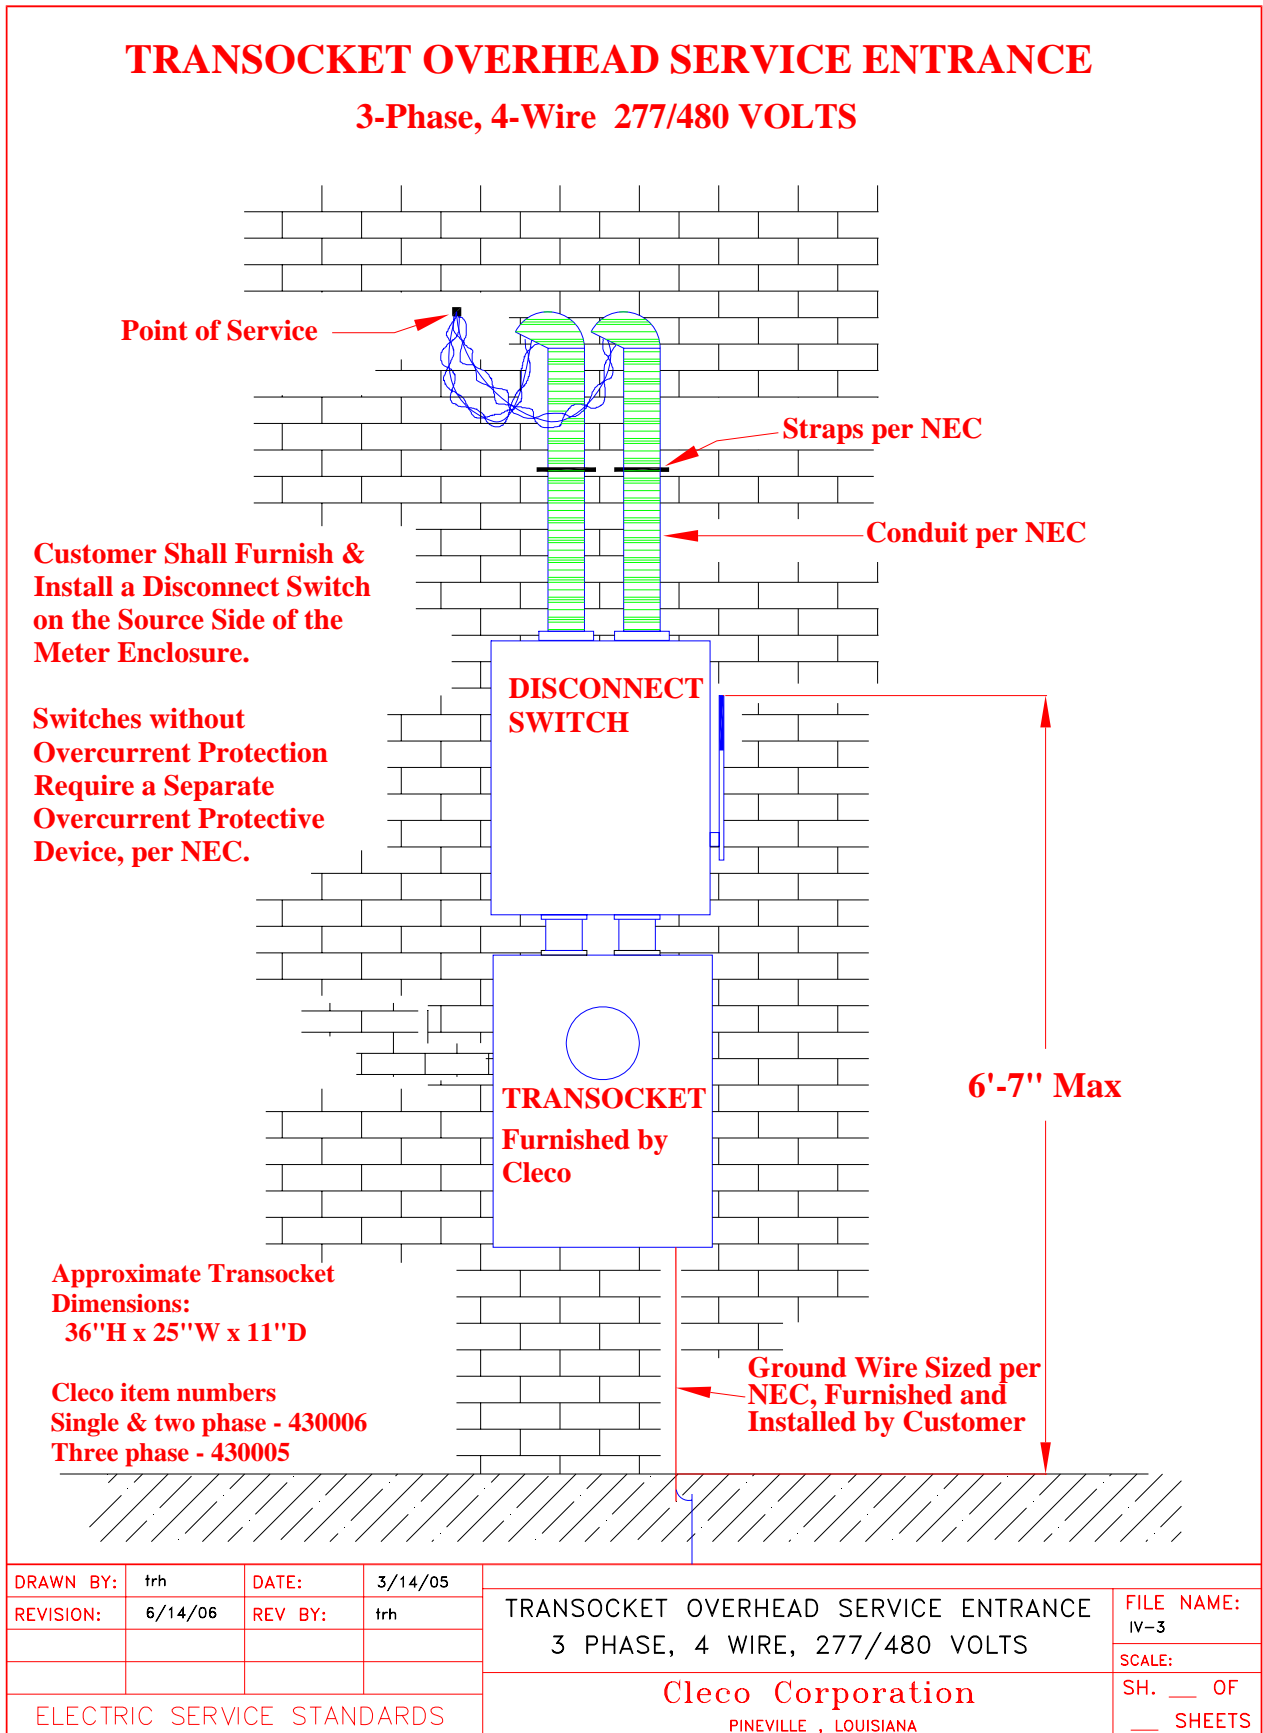 TRANSOCKET OVERHEAD SERVICE ENTRANCE
3-Phase, 4-Wire 277/480 VOLTS
Point of Service
Straps per NEC
Conduit per NEC
Customer Shall Furnish &
Install a Disconnect Switch
on the Source Side of the
Meter Enclosure.
Switches without
Overcurrent Protection
Require a Separate
Overcurrent Protective
Device, per NEC.
DISCONNECT
SWITCH
6'-7" Max
TRANSOCKET
Furnished by
Cleco
Approximate Transocket
Dimensions:
36"H x 25"W x 11"D
Cleco item numbers
Single & two phase - 430006
Three phase - 430005
Ground Wire Sized per
NEC, Furnished and
Installed by Customer
DRAWN BY: trh DATE: 3/14/05
REVISION: 6/14/06 REV BY: trh
ELECTRIC SERVICE STANDARDS
TRANSOCKET OVERHEAD SERVICE ENTRANCE
3 PHASE, 4 WIRE, 277/480 VOLTS
Cleco Corporation
PINEVILLE , LOUISIANA
FILE NAME:
IV-3
SCALE:
SH. __ OF
__ SHEETS